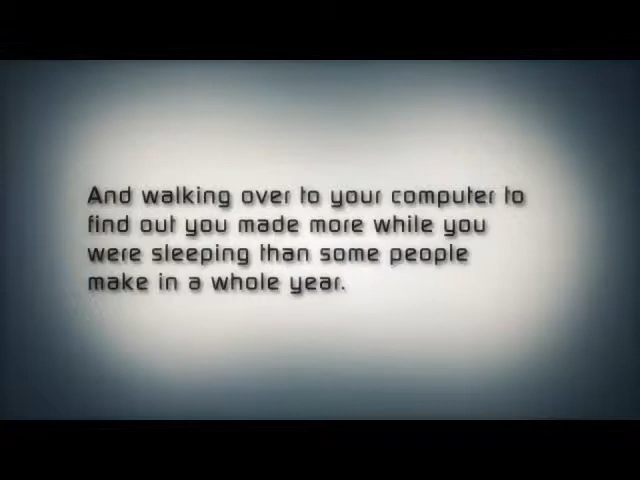 And walking over to your computer to
find out you made more while you
were sleeping than some people
make in a whole year.